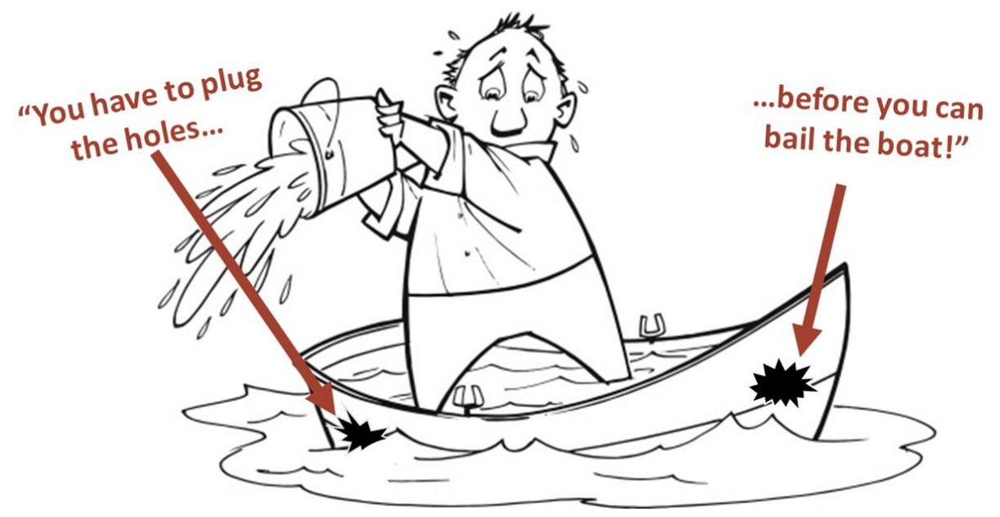 “You have to plug
the holes…
…before you can
bail the boat!”